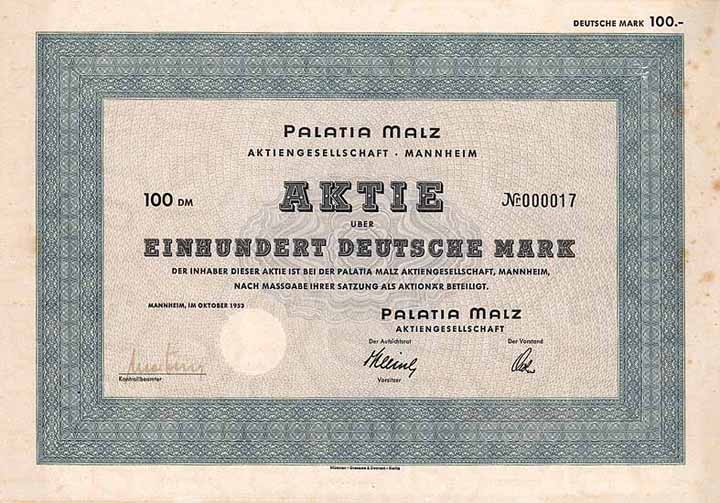 DEUTSCHE MARK 100.-
PALATIA MALZ
AKTIENGESELLSCHAFT · MANNHEIM
100 DM
AKTIE
№ 000017
ÜBER
EINHUNDERT DEUTSCHE MARK
DER INHABER DIESER AKTIE IST BEI DER PALATIA MALZ AKTIENGESELLSCHAFT, MANNHEIM,
NACH MASSGABE IHRER SATZUNG ALS AKTIONÄR BETEILIGT.
MANNHEIM, IM OKTOBER 1953
PALATIA MALZ
AKTIENGESELLSCHAFT
Der Aufsichtsrat
Der Vorstand
Kontrollbeamter
Vorsitzer